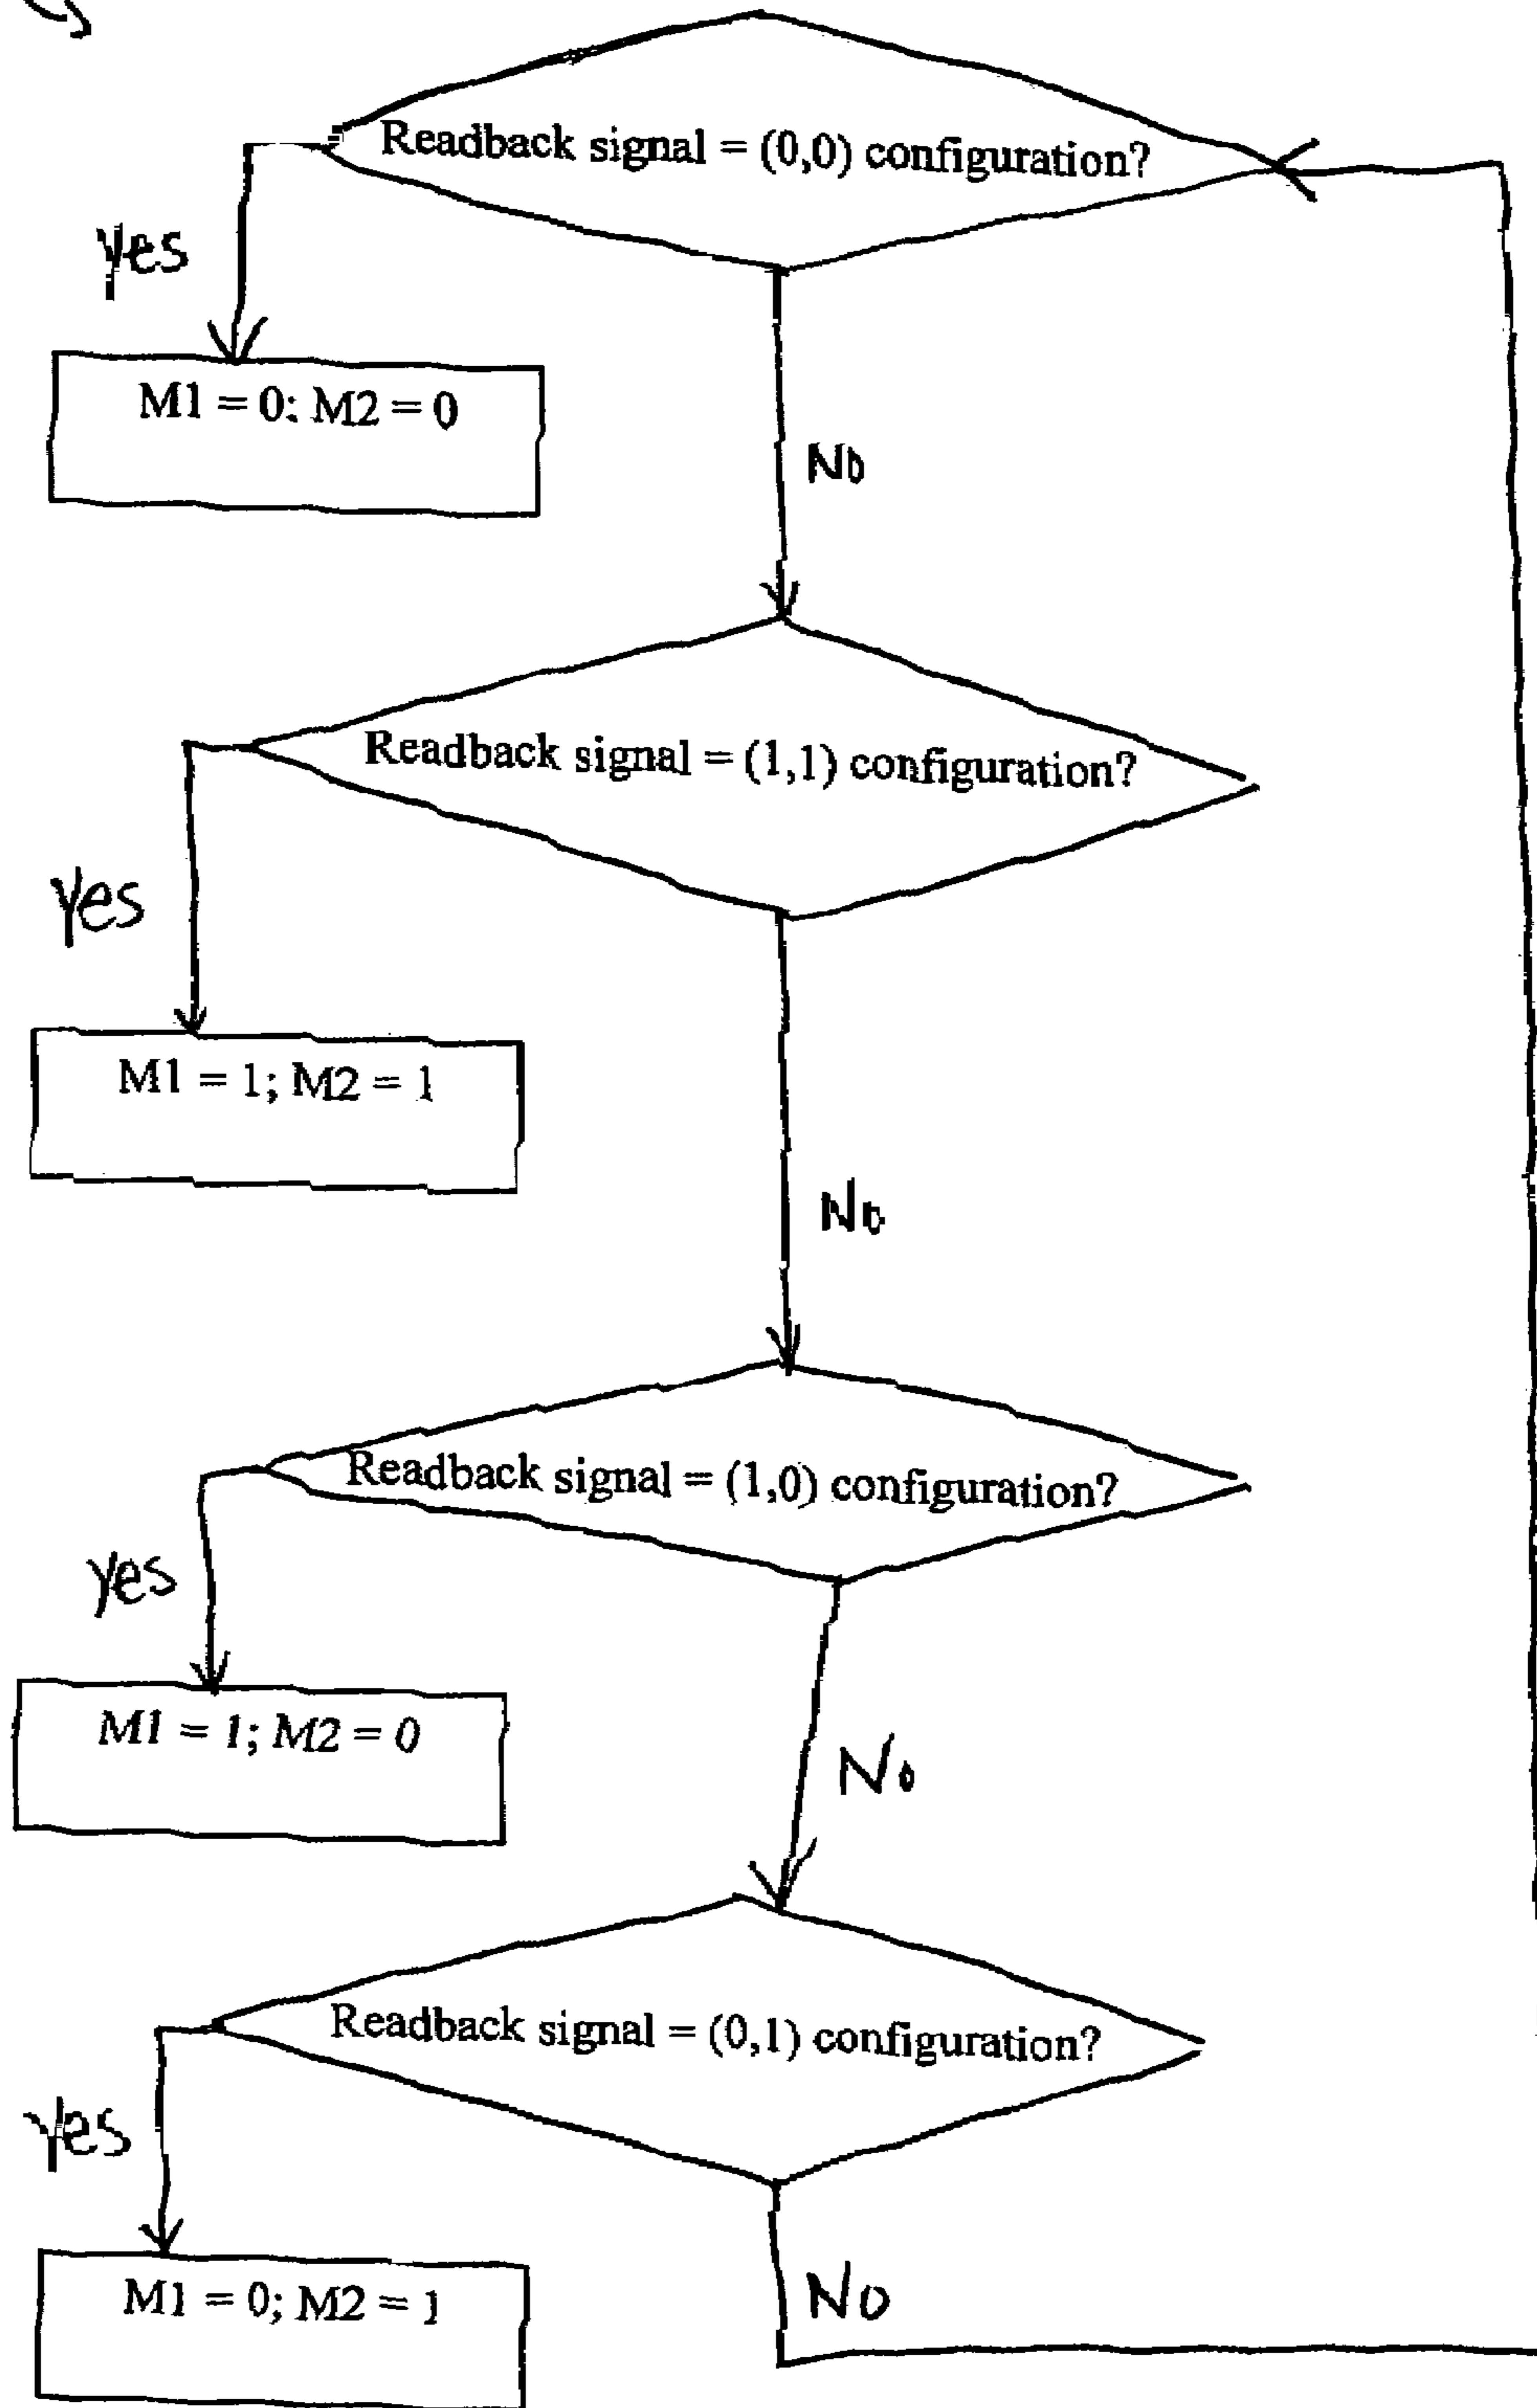 Readback signal = (0,0) configuration?
yes
M1 = 0; M2 = 0
No
Readback signal = (1,1) configuration?
yes
M1 = 1; M2 = 1
No
Readback signal = (1,0) configuration?
yes
M1 = 1; M2 = 0
No
Readback signal = (0,1) configuration?
yes
M1 = 0; M2 = 1
No